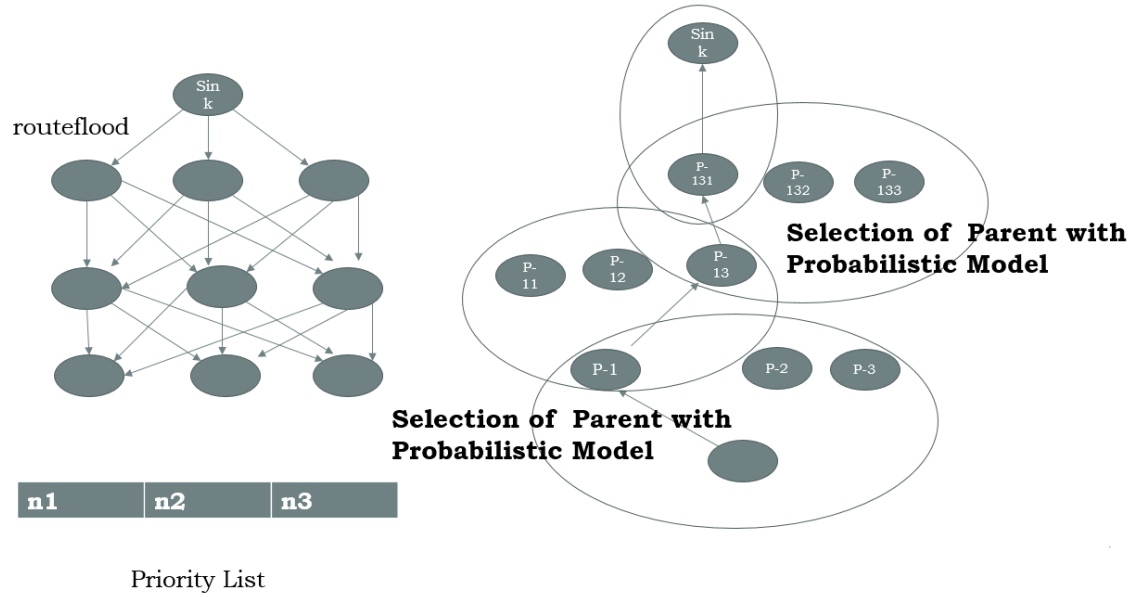 Sin
k
routeflood
n1 n2 n3
Priority List
Sin
k
P-
131
P-
132
P-
133
Selection of Parent with
Probabilistic Model
P-
11
P-
12
P-
13
P-1
P-2
P-3
Selection of Parent with
Probabilistic Model